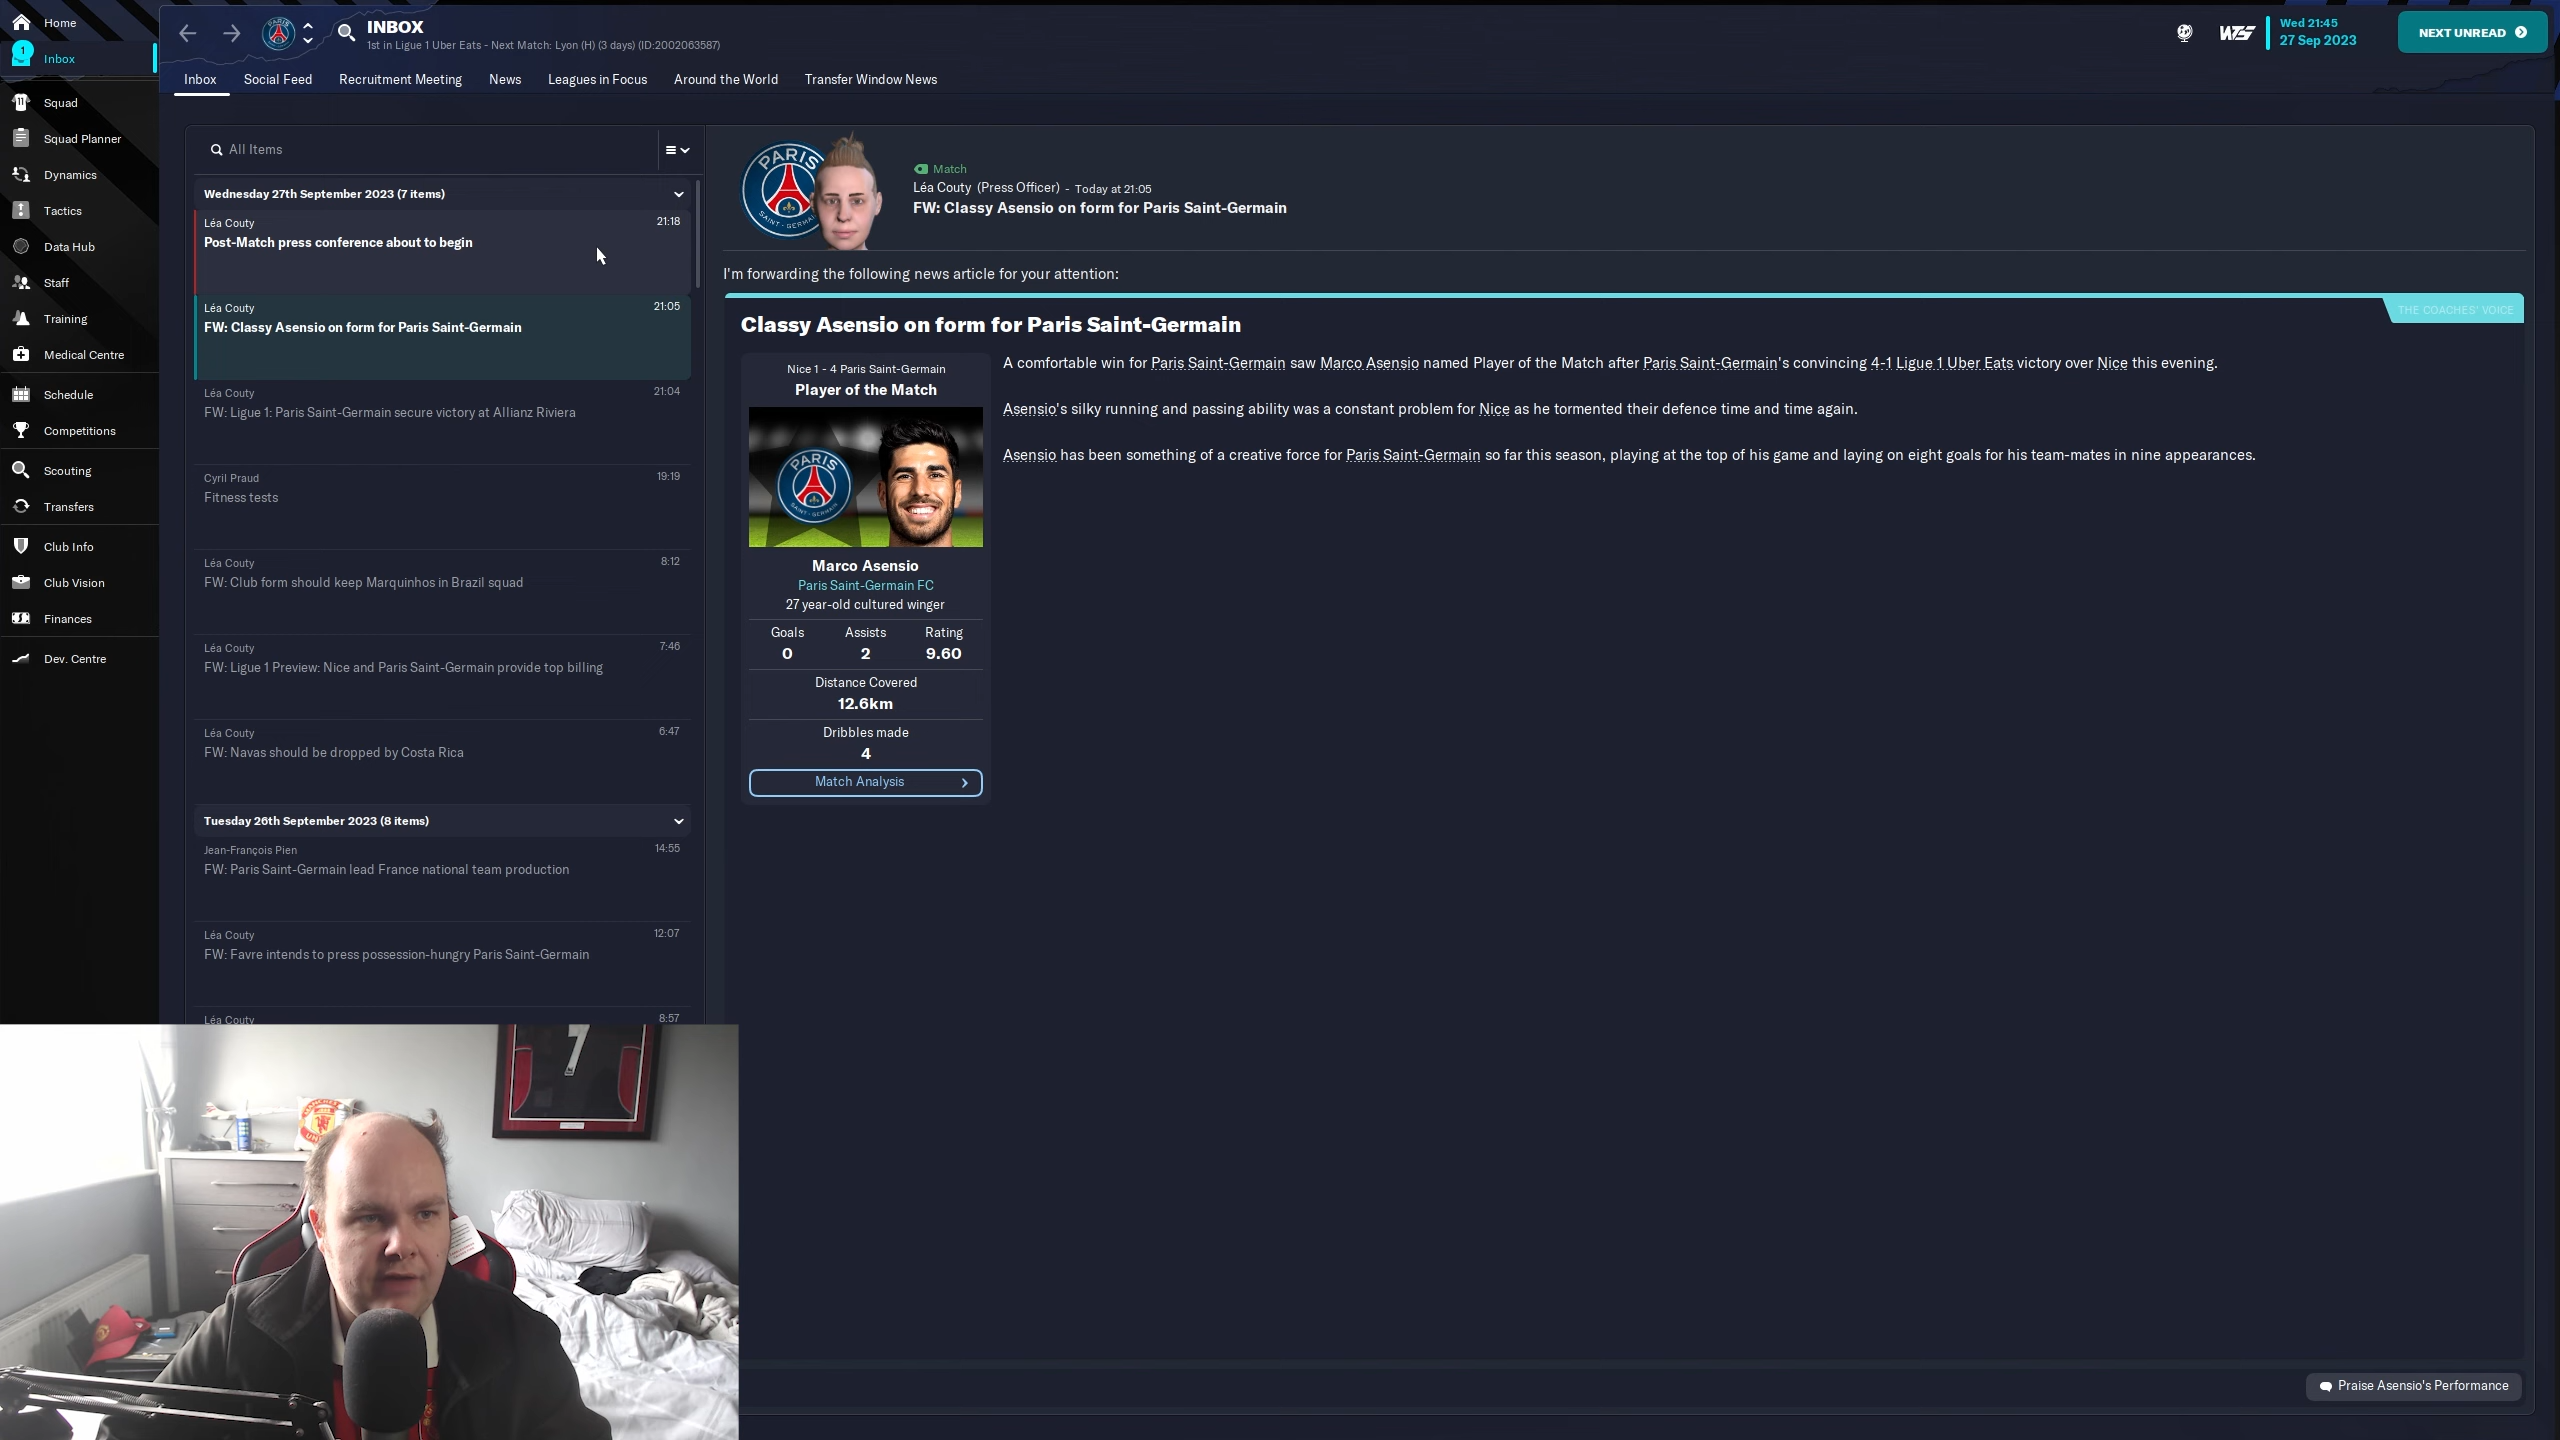 Home
1
Inbox
Squad
Squad Planner
Dynamics
Tactics
Data Hub
Staff
Training
Medical Centre
Schedule
Competitions
Scouting
Transfers
Club Info
Club Vision
Finances
Dev. Centre
INBOX
1st in Ligue 1 Uber Eats - Next Match: Lyon (H) (3 days) (ID:2002063587)
Wed 21:45
27 Sep 2023
NEXT UNREAD
Inbox Social Feed Recruitment Meeting News Leagues in Focus Around the World Transfer Window News
All Items
Wednesday 27th September 2023 (7 items)
Léa Couty 21:18
Post-Match press conference about to begin
Léa Couty 21:05
FW: Classy Asensio on form for Paris Saint-Germain
Léa Couty 21:04
FW: Ligue 1: Paris Saint-Germain secure victory at Allianz Riviera
Cyril Praud 19:19
Fitness tests
Léa Couty 8:12
FW: Club form should keep Marquinhos in Brazil squad
Léa Couty 7:46
FW: Ligue 1 Preview: Nice and Paris Saint-Germain provide top billing
Léa Couty 6:47
FW: Navas should be dropped by Costa Rica
Tuesday 26th September 2023 (8 items)
Jean-François Pien 14:55
FW: Paris Saint-Germain lead France national team production
Léa Couty 12:07
FW: Favre intends to press possession-hungry Paris Saint-Germain
Léa Couty 8:57
PARIS
SAINT-GERMAIN
Match
Léa Couty (Press Officer) - Today at 21:05
FW: Classy Asensio on form for Paris Saint-Germain
I'm forwarding the following news article for your attention:
THE COACHES' VOICE
Classy Asensio on form for Paris Saint-Germain
Nice 1 - 4 Paris Saint-Germain
Player of the Match
PARIS
SAINT-GERMAIN
Marco Asensio
Paris Saint-Germain FC
27 year-old cultured winger
Goals Assists Rating
0 2 9.60
Distance Covered
12.6km
Dribbles made
4
Match Analysis
A comfortable win for Paris Saint-Germain saw Marco Asensio named Player of the Match after Paris Saint-Germain's convincing 4-1 Ligue 1 Uber Eats victory over Nice this evening.
Asensio's silky running and passing ability was a constant problem for Nice as he tormented their defence time and time again.
Asensio has been something of a creative force for Paris Saint-Germain so far this season, playing at the top of his game and laying on eight goals for his team-mates in nine appearances.
7
Praise Asensio's Performance